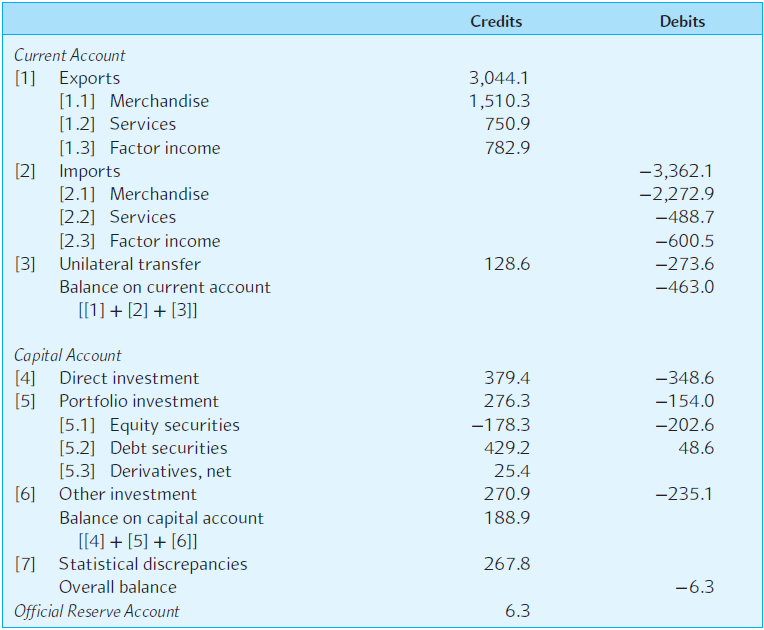 Credits Debits
Current Account
[1] Exports 3,044.1
[1.1] Merchandise 1,510.3
[1.2] Services 750.9
[1.3] Factor income 782.9
[2] Imports −3,362.1
[2.1] Merchandise −2,272.9
[2.2] Services −488.7
[2.3] Factor income −600.5
[3] Unilateral transfer 128.6 −273.6
Balance on current account −463.0
[[1] + [2] + [3]]
Capital Account
[4] Direct investment 379.4 −348.6
[5] Portfolio investment 276.3 −154.0
[5.1] Equity securities −178.3 −202.6
[5.2] Debt securities 429.2 48.6
[5.3] Derivatives, net 25.4
[6] Other investment 270.9 −235.1
Balance on capital account 188.9
[[4] + [5] + [6]]
[7] Statistical discrepancies 267.8
Overall balance −6.3
Official Reserve Account 6.3